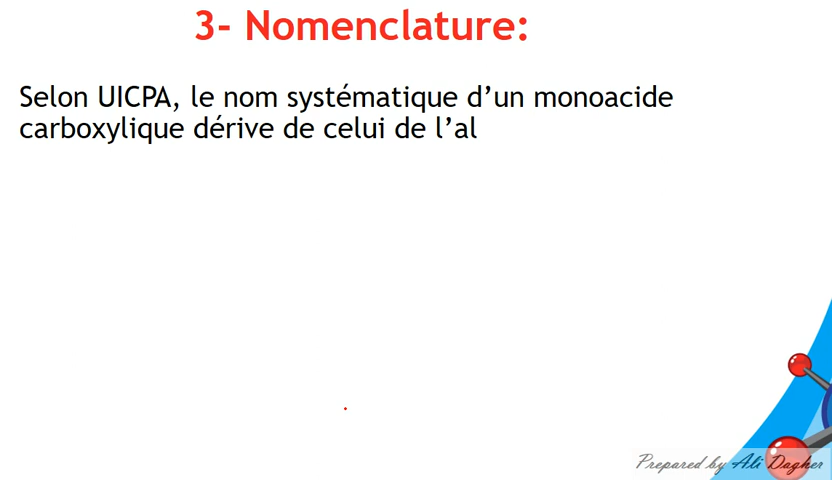 3- Nomenclature:
Selon UICPA, le nom systématique d’un monoacide
carboxylique dérive de celui de l’al
Prepared by Ali Dagher